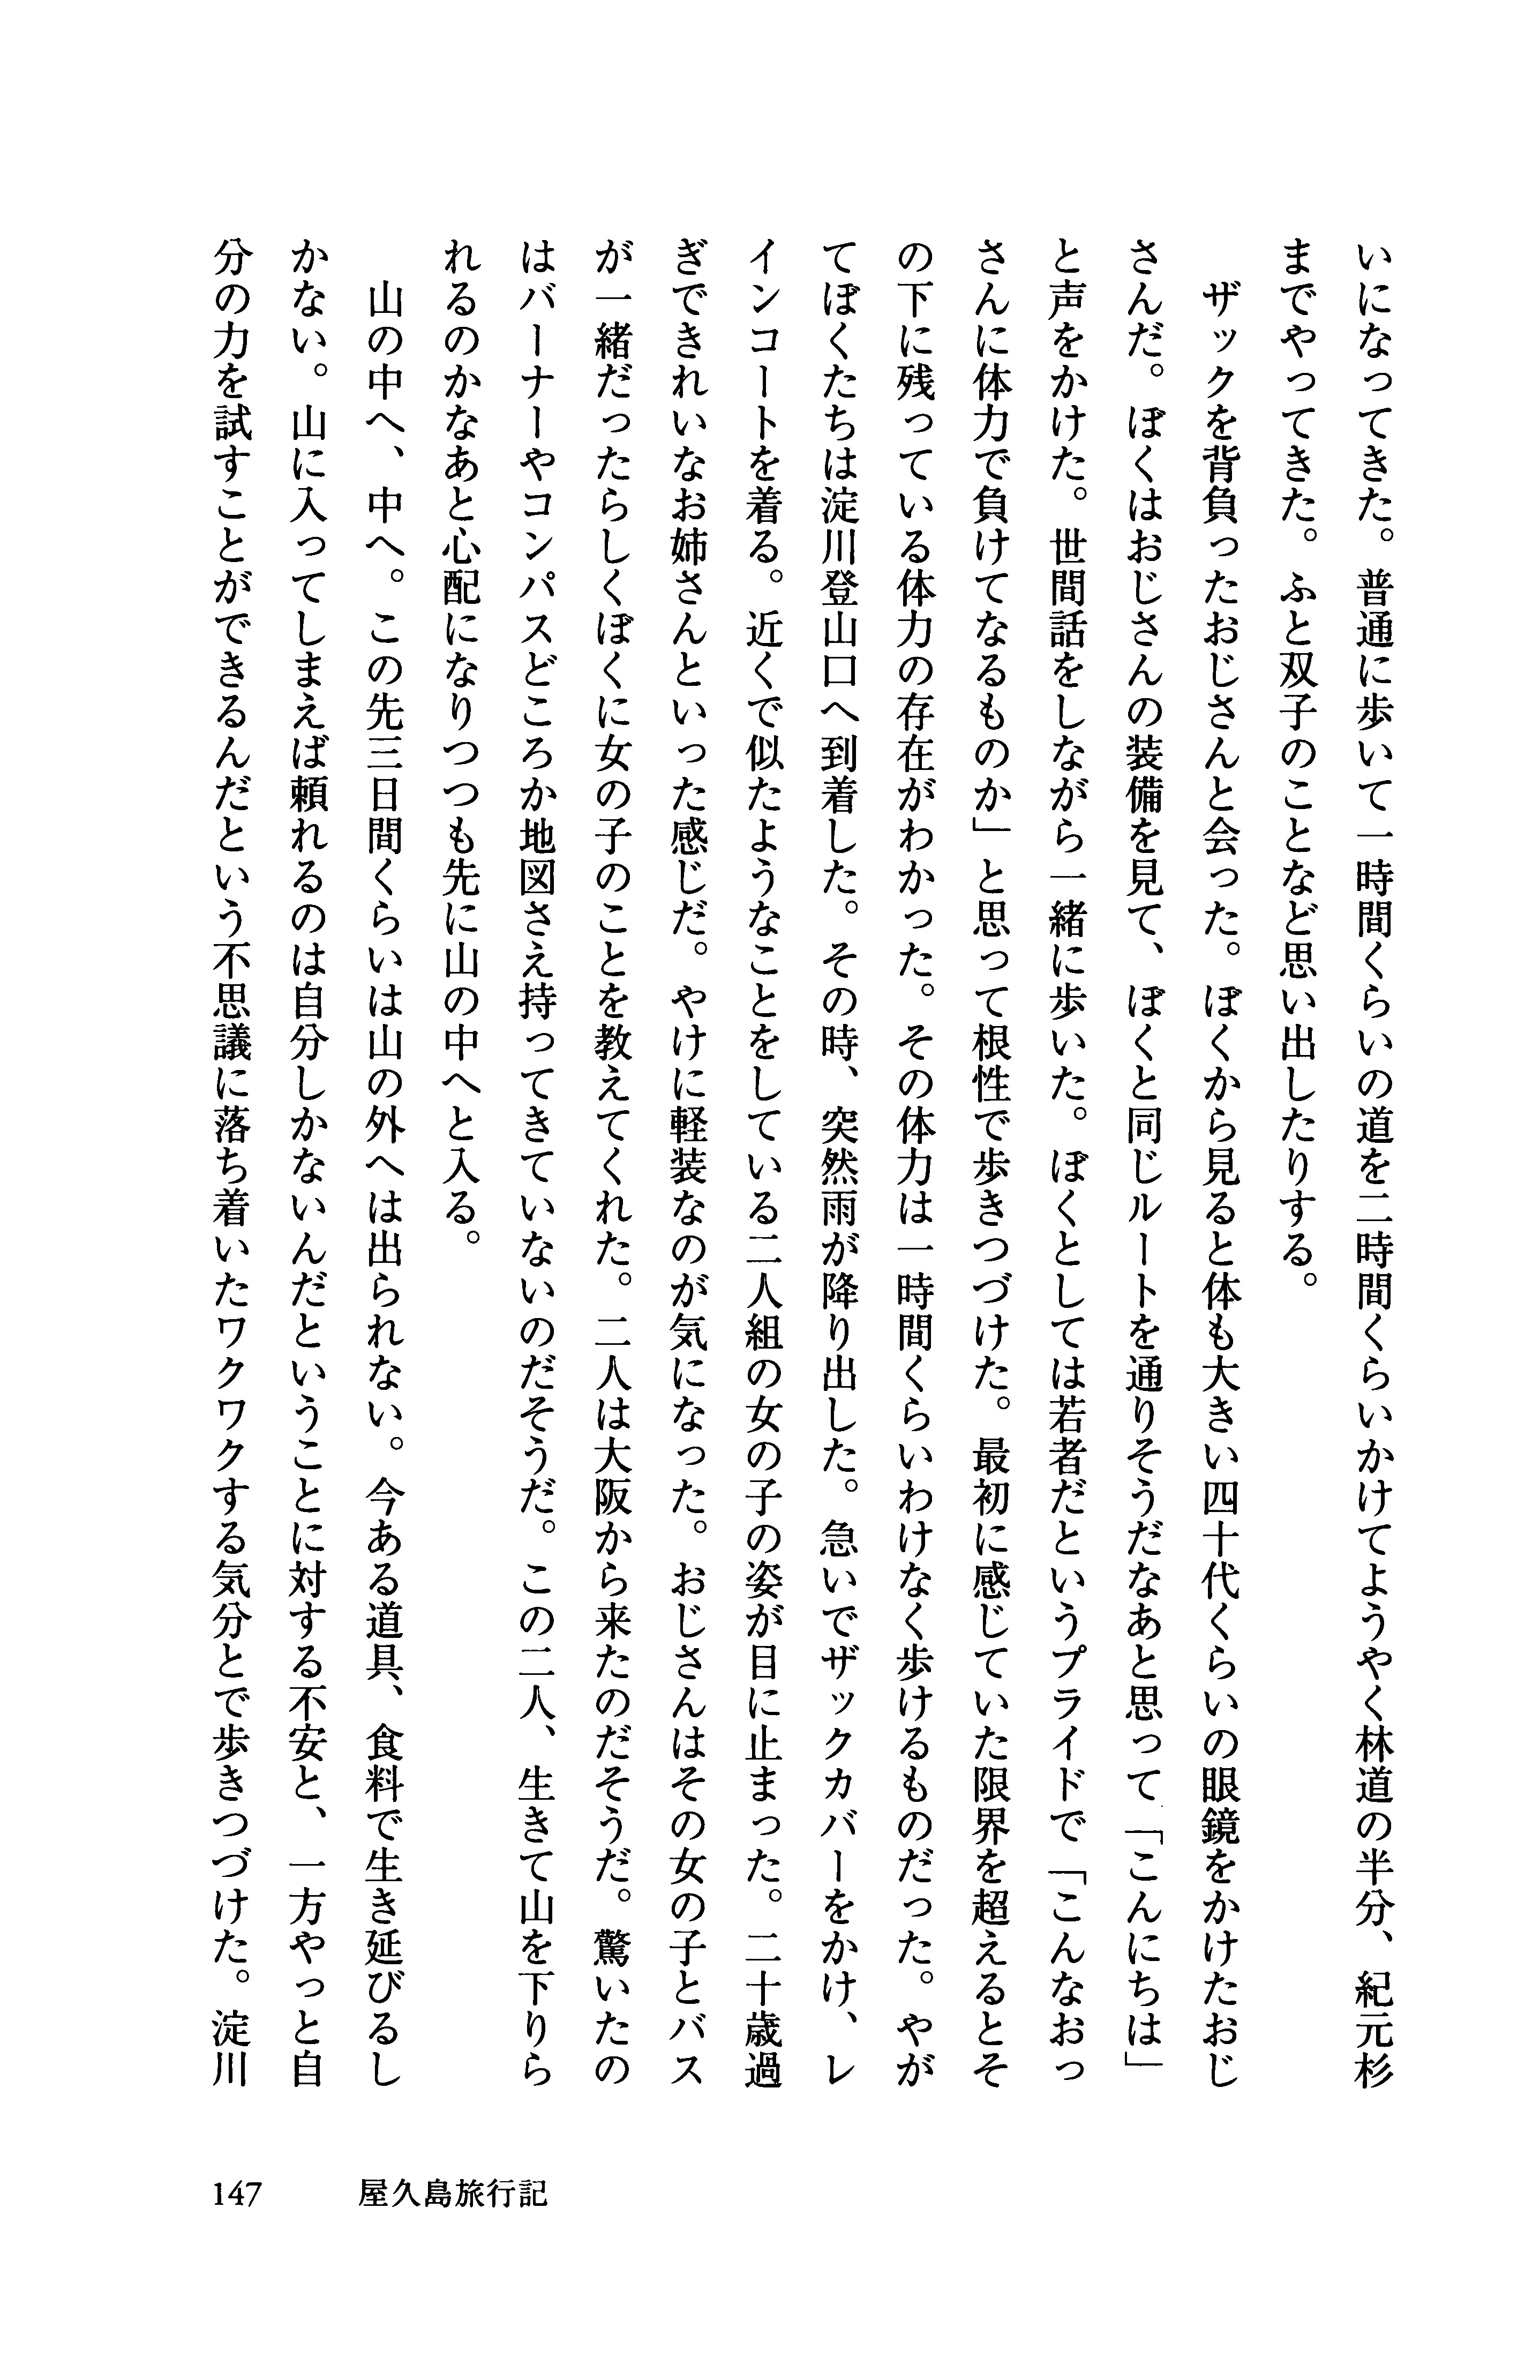 いになってきた。普通に歩いて一時間くらいの道を二時間くらいかけてようやく林道の半分、紀元杉
までやってきた。ふと双子のことなど思い出したりする。
　ザックを背負ったおじさんと会った。ぼくから見ると体も大きい四十代くらいの眼鏡をかけたおじ
さんだ。ぼくはおじさんの装備を見て、ぼくと同じルートを通りそうだなあと思って「こんにちは」
と声をかけた。世間話をしながら一緒に歩いた。ぼくとしては若者だというプライドで「こんなおっ
さんに体力で負けてなるものか」と思って根性で歩きつづけた。最初に感じていた限界を超えるとそ
の下に残っている体力の存在がわかった。その体力は一時間くらいわけなく歩けるものだった。やが
てぼくたちは淀川登山口へ到着した。その時、突然雨が降り出した。急いでザックカバーをかけ、レ
インコートを着る。近くで似たようなことをしている二人組の女の子の姿が目に止まった。二十歳過
ぎできれいなお姉さんといった感じだ。やけに軽装なのが気になった。おじさんはその女の子とバス
が一緒だったらしくぼくに女の子のことを教えてくれた。二人は大阪から来たのだそうだ。驚いたの
はバーナーやコンパスどころか地図さえ持ってきていないのだそうだ。この二人、生きて山を下りら
れるのかなあと心配になりつつも先に山の中へと入る。
　山の中へ、中へ。この先三日間くらいは山の外へは出られない。今ある道具、食料で生き延びるし
かない。山に入ってしまえば頼れるのは自分しかないんだということに対する不安と、一方やっと自
分の力を試すことができるんだという不思議に落ち着いたワクワクする気分とで歩きつづけた。淀川
147　屋久島旅行記